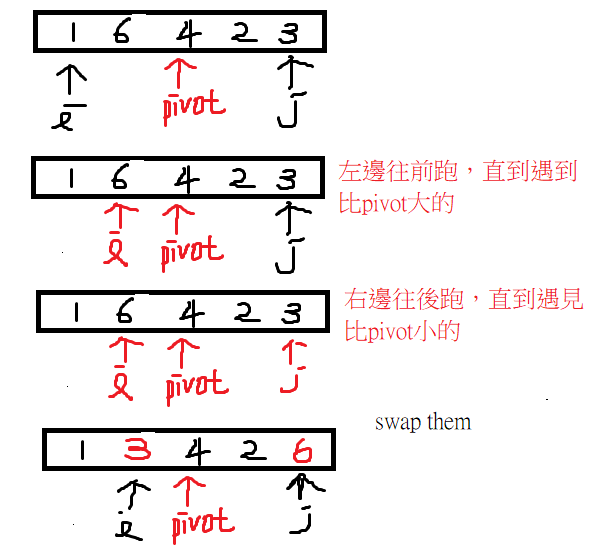 1 6 4 2 3
i pivot j
1 6 4 2 3
左邊往前跑，直到遇到
比pivot大的
i pivot j
1 6 4 2 3
右邊往後跑，直到遇見
比pivot小的
i pivot j
swap them
1 3 4 2 6
i pivot j